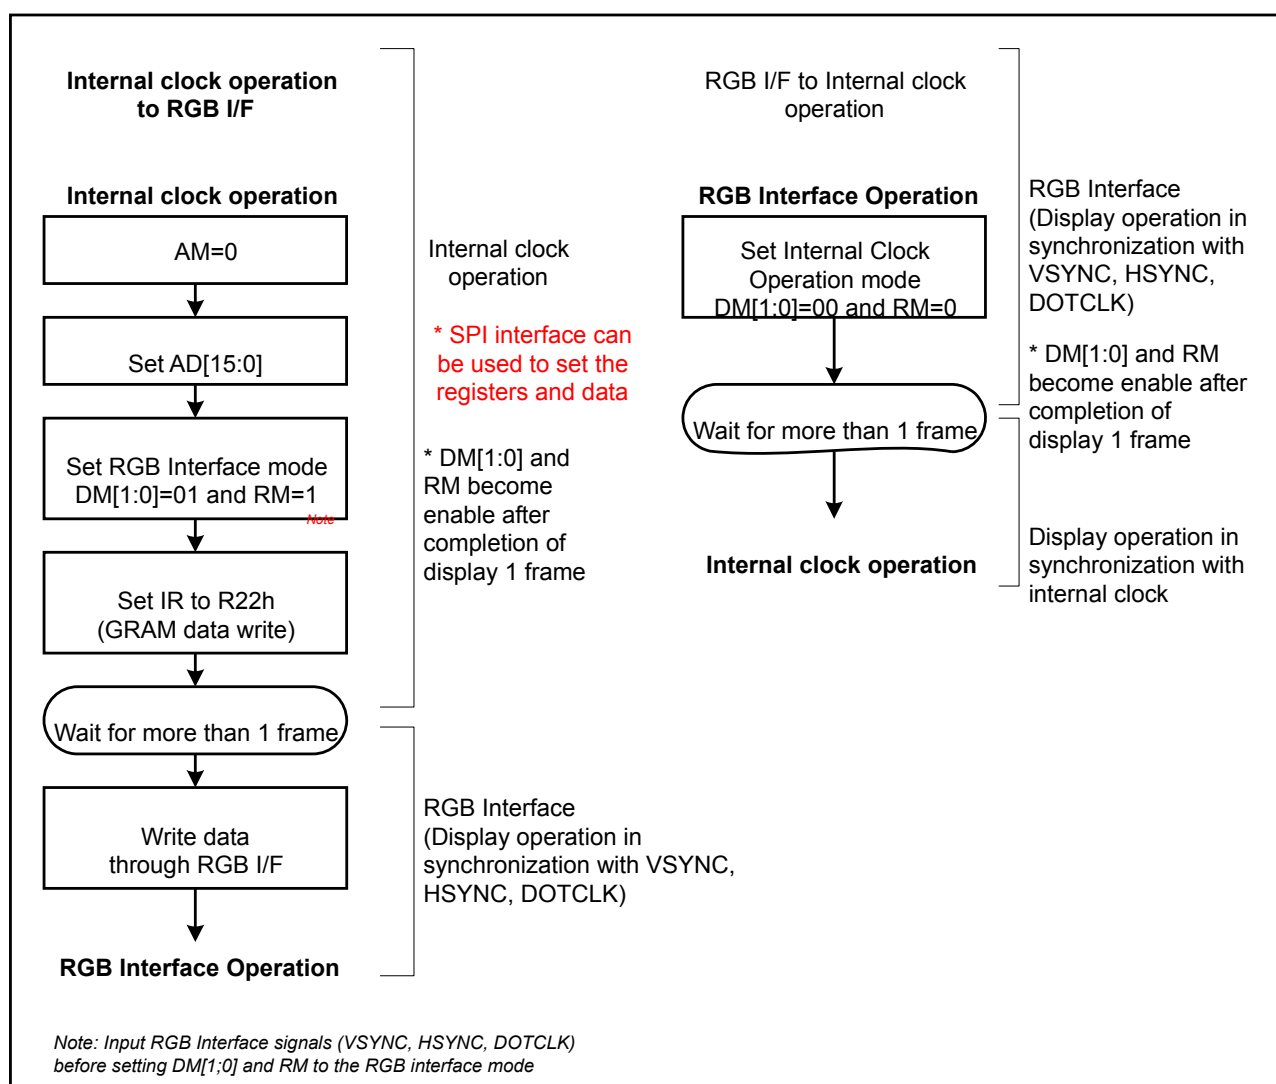 Internal clock operation
to RGB I/F
Internal clock operation
AM=0
Set AD[15:0]
Set RGB Interface mode
DM[1:0]=01 and RM=1
Note
Set IR to R22h
(GRAM data write)
Wait for more than 1 frame
Write data
through RGB I/F
RGB Interface Operation
Internal clock
operation
* SPI interface can
be used to set the
registers and data
* DM[1:0] and
RM become
enable after
completion of
display 1 frame
RGB Interface
(Display operation in
synchronization with VSYNC,
HSYNC, DOTCLK)
RGB I/F to Internal clock
operation
RGB Interface Operation
Set Internal Clock
Operation mode
DM[1:0]=00 and RM=0
Wait for more than 1 frame
Internal clock operation
RGB Interface
(Display operation in
synchronization with
VSYNC, HSYNC,
DOTCLK)
* DM[1:0] and RM
become enable after
completion of
display 1 frame
Display operation in
synchronization with
internal clock
Note: Input RGB Interface signals (VSYNC, HSYNC, DOTCLK)
before setting DM[1;0] and RM to the RGB interface mode